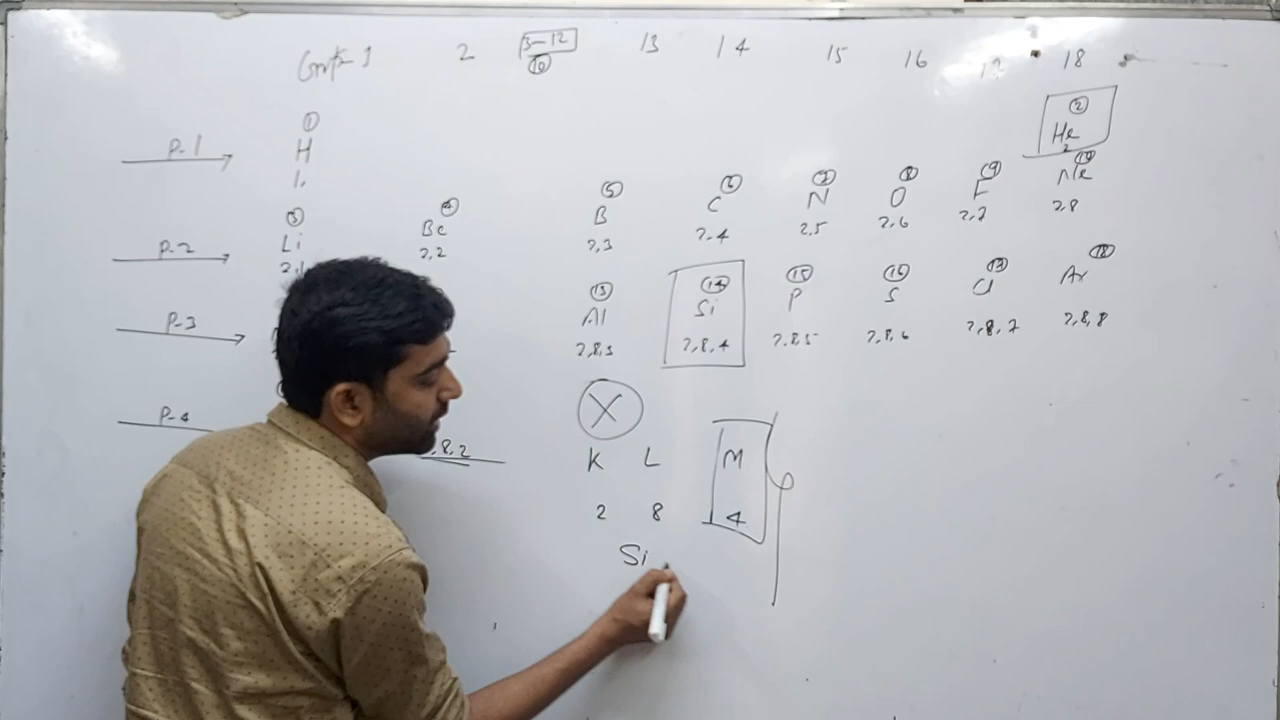 Group 1 2 3-12 13 14 15 16 17 18
10
P-1
1 2
H He
1. 2
3 4 5 6 7 8 9 10
P-2
Li Be B C N O F Ne
2,1 2,2 2,3 2,4 2,5 2,6 2,7 2,8
13 14 15 16 17 18
P-3
Al Si P S Cl Ar
2,8,3 2,8,4 2,8,5 2,8,6 2,8,7 2,8,8
P-4
,8,2
X
K L M
2 8 4
Si